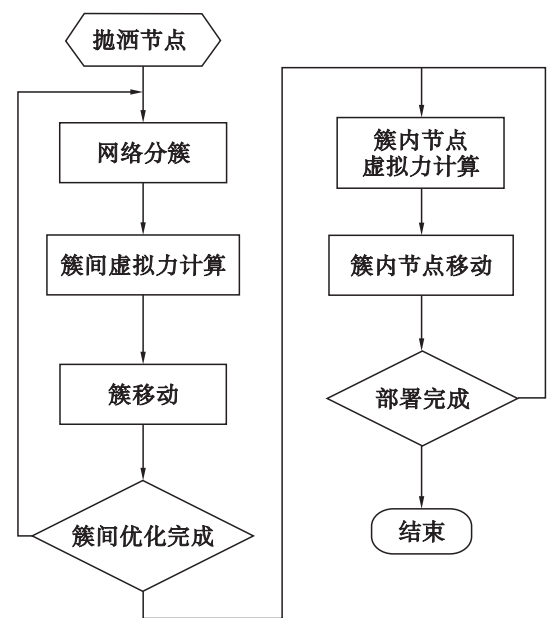 抛洒节点
网络分簇
簇间虚拟力计算
簇移动
簇间优化完成
簇内节点
虚拟力计算
簇内节点移动
部署完成
结束